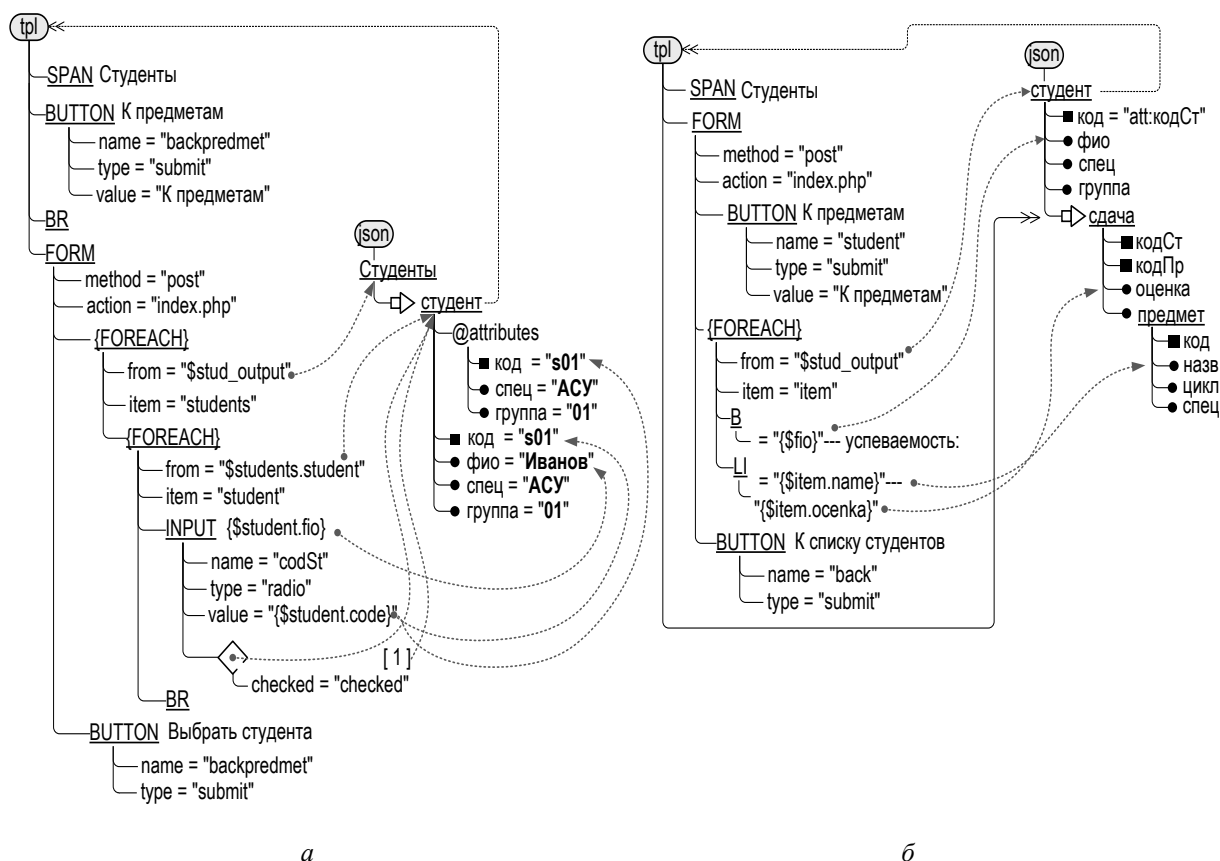 tpl
SPAN Студенты
BUTTON К предметам
name = "backpredmet"
type = "submit"
value = "К предметам"
BR
FORM
method = "post"
action = "index.php"
{FOREACH}
from = "$stud_output"
item = "students"
{FOREACH}
from = "$students.student"
item = "student"
INPUT {$student.fio}
name = "codSt"
type = "radio"
value = "{$student.code}"
[ 1 ]
checked = "checked"
BR
BUTTON Выбрать студента
name = "backpredmet"
type = "submit"
json
Студенты
студент
@attributes
код = "s01"
спец = "АСУ"
группа = "01"
код = "s01"
фио = "Иванов"
спец = "АСУ"
группа = "01"
а
tpl
SPAN Студенты
FORM
method = "post"
action = "index.php"
BUTTON К предметам
name = "student"
type = "submit"
value = "К предметам"
{FOREACH}
from = "$stud_output"
item = "item"
B
= "{$fio}"--- успеваемость:
LI
= "{$item.name}"---
"{$item.ocenka}"
BUTTON К списку студентов
name = "back"
type = "submit"
json
студент
код = "att:кодСт"
фио
спец
группа
сдача
кодСт
кодПр
оценка
предмет
код
назв
цикл
спец
б